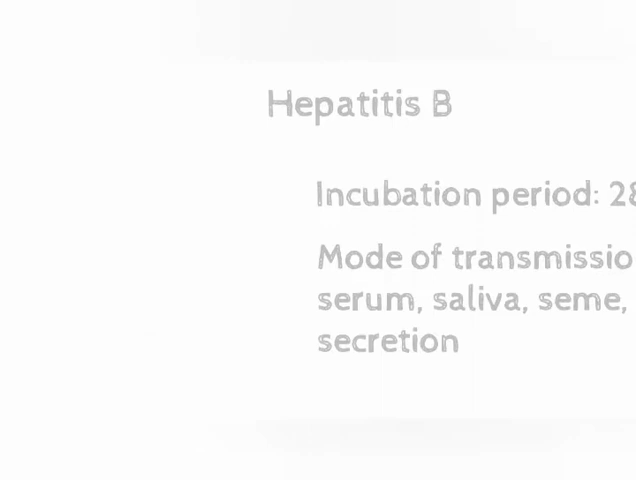 Hepatitis B
Incubation period: 28
Mode of transmissio
serum, saliva, seme,
secretion